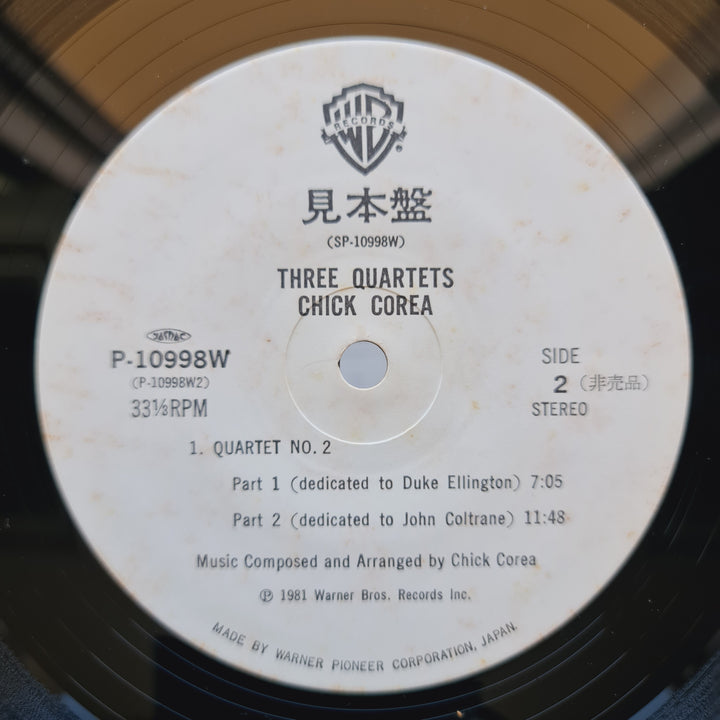 WB
RECORDS
®
見本盤
(SP-10998W)
THREE QUARTETS
CHICK COREA
P-10998W
(P-10998W2)
33⅓RPM
SIDE
2 (非売品)
STEREO
1. QUARTET NO. 2
Part 1 (dedicated to Duke Ellington) 7:05
Part 2 (dedicated to John Coltrane) 11:48
Music Composed and Arranged by Chick Corea
℗ 1981 Warner Bros. Records Inc.
MADE BY WARNER PIONEER CORPORATION, JAPAN.